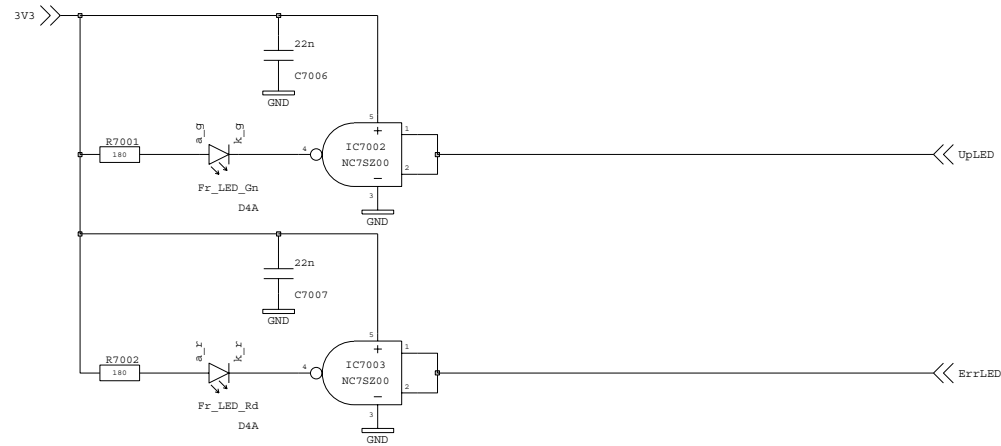 3V3
22n
C7006
GND
R7001
180
a_g
k_g
4
5
+
IC7002
NC7SZ00
−
1
2
3
UpLED
Fr_LED_Gn
D4A
GND
22n
C7007
GND
R7002
180
a_r
k_r
4
5
+
IC7003
NC7SZ00
−
1
2
3
ErrLED
Fr_LED_Rd
D4A
GND